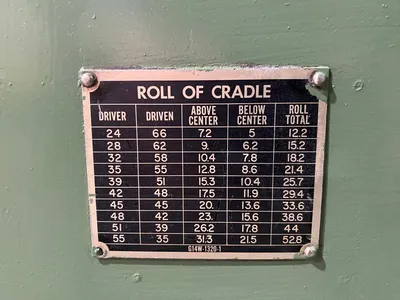 ROLL OF CRADLE
DRIVER DRIVEN ABOVE CENTER BELOW CENTER ROLL TOTAL
24 66 7.2 5 12.2
28 62 9. 6.2 15.2
32 58 10.4 7.8 18.2
35 55 12.8 8.6 21.4
39 51 15.3 10.4 25.7
42 48 17.5 11.9 29.4
45 45 20. 13.6 33.6
48 42 23. 15.6 38.6
51 39 26.2 17.8 44
55 35 31.3 21.5 52.8
G14W-1320-1